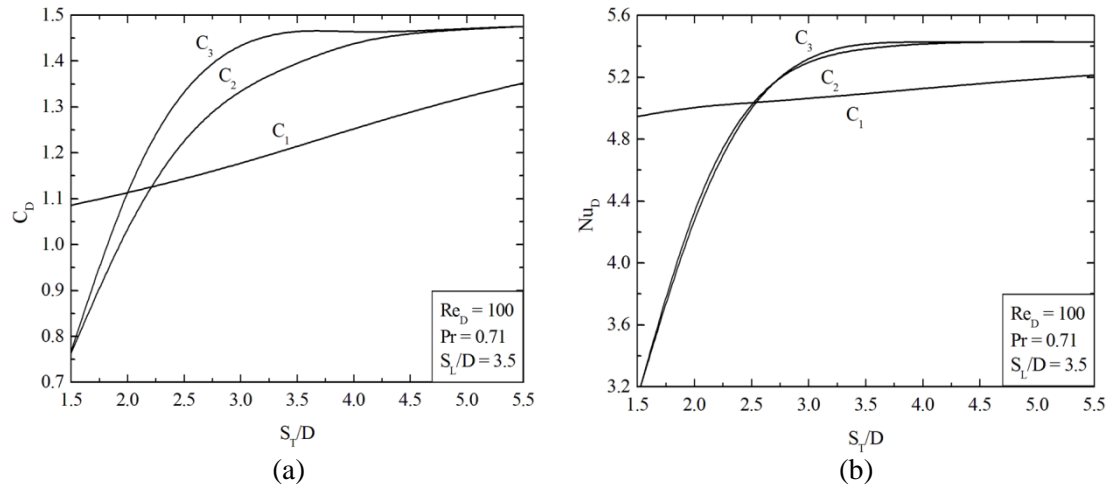 1.5
1.4
1.3
1.2
1.1
1.0
0.9
0.8
0.7
C_D
C_3
C_2
C_1
Re_D = 100
Pr = 0.71
S_L/D = 3.5
1.5 2.0 2.5 3.0 3.5 4.0 4.5 5.0 5.5
S_T/D
(a)
5.6
5.2
4.8
4.4
4.0
3.6
3.2
Nu_D
C_3
C_2
C_1
Re_D = 100
Pr = 0.71
S_L/D = 3.5
1.5 2.0 2.5 3.0 3.5 4.0 4.5 5.0 5.5
S_T/D
(b)